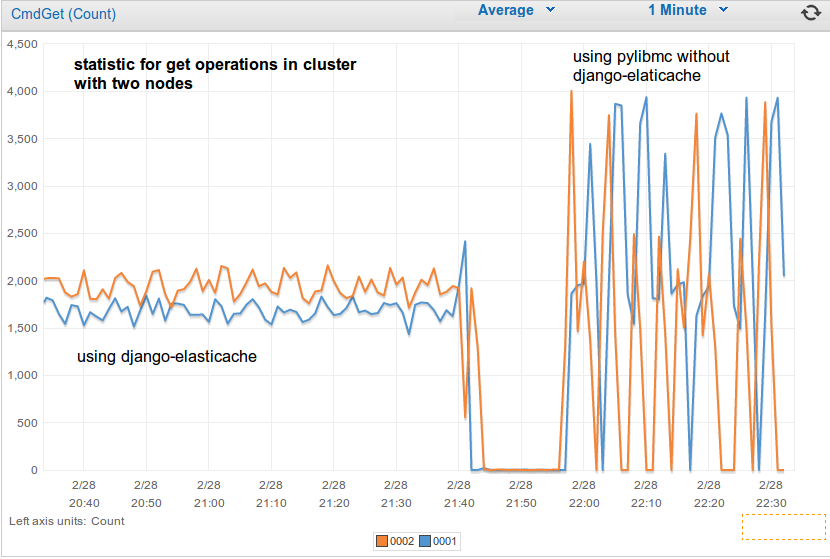 CmdGet (Count)
Average
1 Minute
4,500
4,000
3,500
3,000
2,500
2,000
1,500
1,000
500
0
statistic for get operations in cluster
with two nodes
using pylibmc without
django-elaticache
using django-elasticache
2/28 2/28 2/28 2/28 2/28 2/28 2/28 2/28 2/28 2/28 2/28 2/28
20:40 20:50 21:00 21:10 21:20 21:30 21:40 21:50 22:00 22:10 22:20 22:30
Left axis units: Count
0002 0001